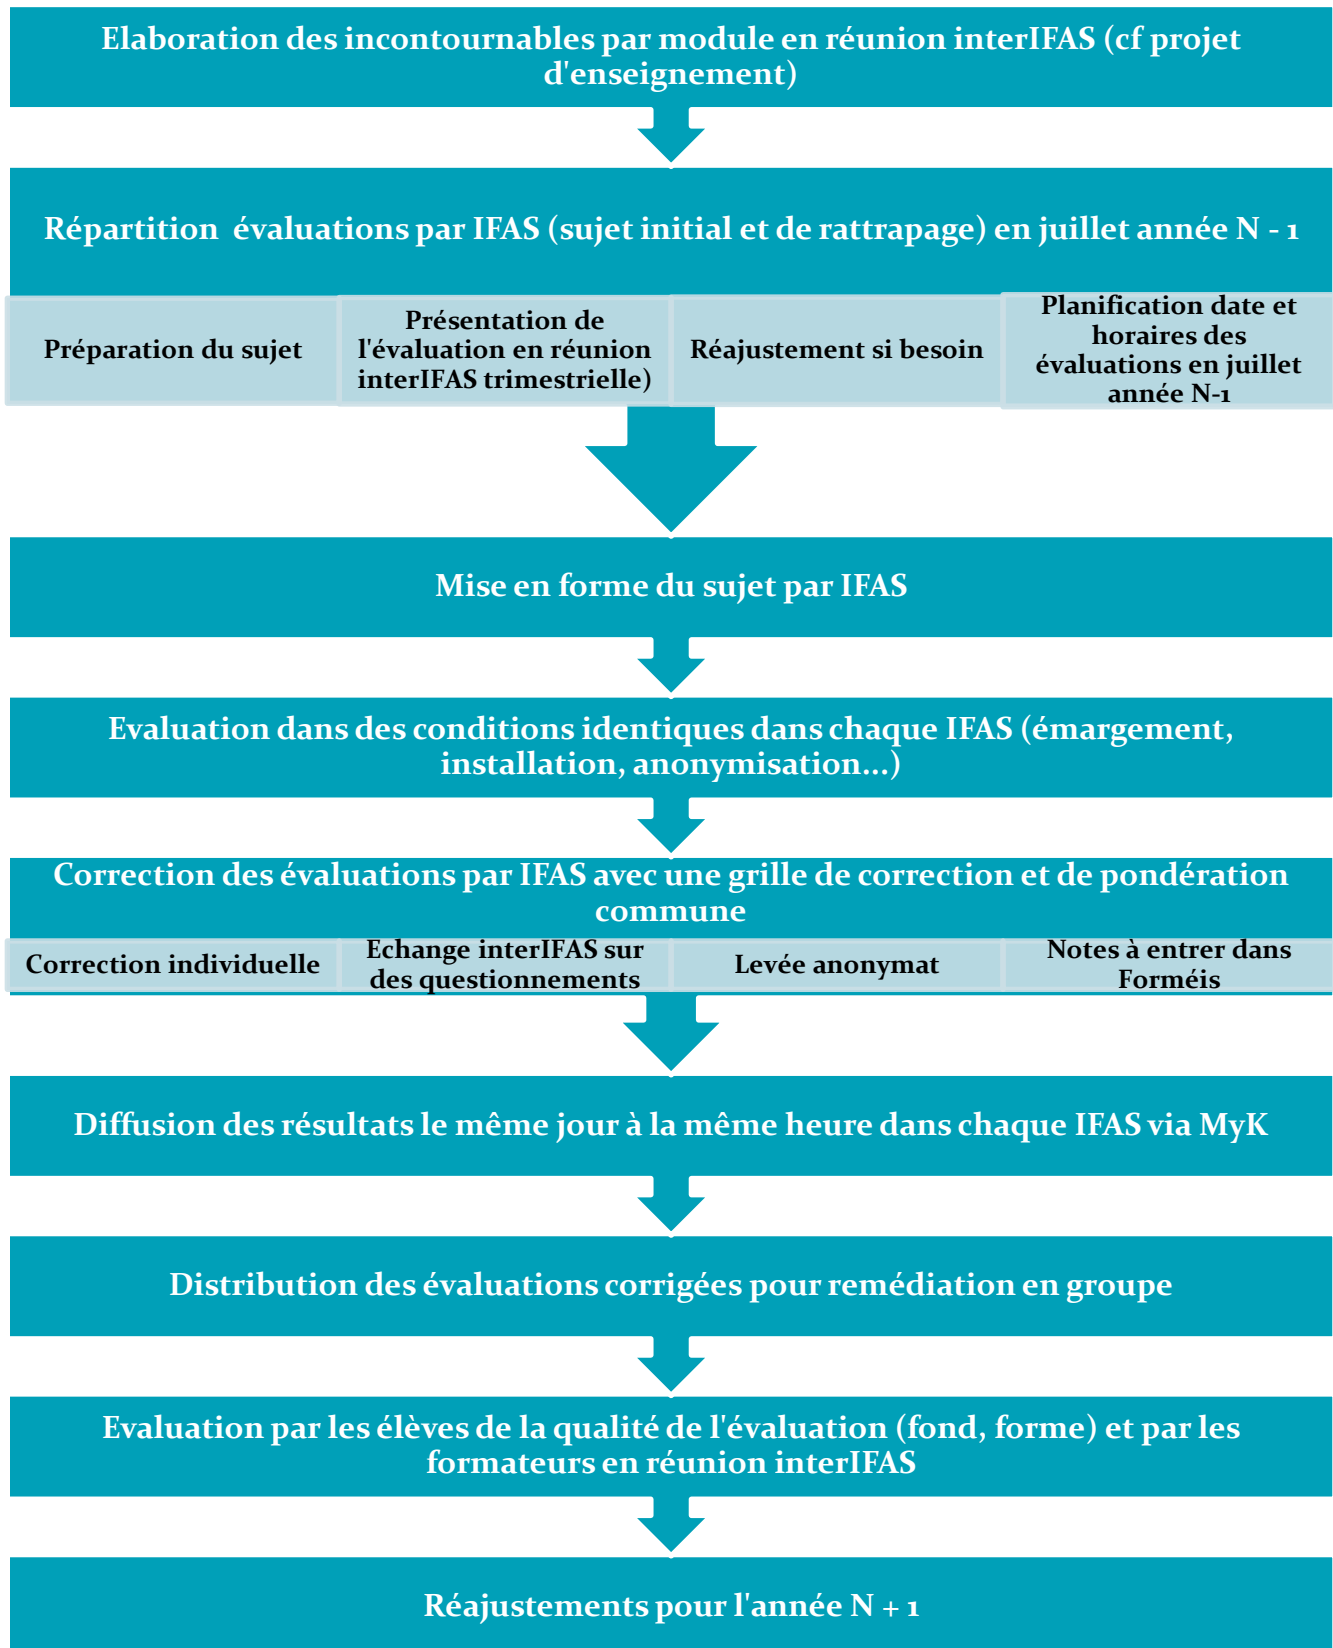 Elaboration des incontournables par module en réunion interIFAS (cf projet
d'enseignement)
Répartition évaluations par IFAS (sujet initial et de rattrapage) en juillet année N - 1
Préparation du sujet
Présentation de
l'évaluation en réunion
interIFAS trimestrielle)
Réajustement si besoin
Planification date et
horaires des
évaluations en juillet
année N-1
Mise en forme du sujet par IFAS
Evaluation dans des conditions identiques dans chaque IFAS (émargement,
installation, anonymisation...)
Correction des évaluations par IFAS avec une grille de correction et de pondération
commune
Correction individuelle
Echange interIFAS sur
des questionnements
Levée anonymat
Notes à entrer dans
Forméis
Diffusion des résultats le même jour à la même heure dans chaque IFAS via MyK
Distribution des évaluations corrigées pour remédiation en groupe
Evaluation par les élèves de la qualité de l'évaluation (fond, forme) et par les
formateurs en réunion interIFAS
Réajustements pour l'année N + 1